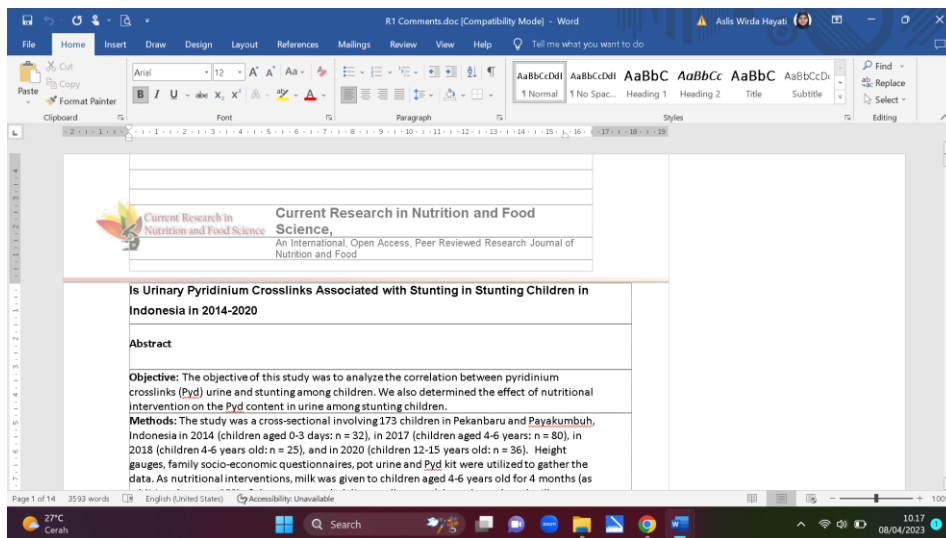 R1 Comments.doc [Compatibility Mode] - Word
Aslis Wirda Hayati
File Home Insert Draw Design Layout References Mailings Review View Help Tell me what you want to do
Paste
Cut
Copy
Format Painter
Clipboard
Arial 12
Font
Paragraph
AaBbCcDdI AaBbCcDdI AaBbC AaBbCc AaBbC AaBbCcD
¶ Normal ¶ No Spac... Heading 1 Heading 2 Title Subtitle
Styles
Find
Replace
Select
Editing
Current Research in
Nutrition and Food Science
Current Research in Nutrition and Food
Science,
An International, Open Access, Peer Reviewed Research Journal of
Nutrition and Food
Is Urinary Pyridinium Crosslinks Associated with Stunting in Stunting Children in
Indonesia in 2014-2020
Abstract
Objective: The objective of this study was to analyze the correlation between pyridinium
crosslinks (Pyd) urine and stunting among children. We also determined the effect of nutritional
intervention on the Pyd content in urine among stunting children.
Methods: The study was a cross-sectional involving 173 children in Pekanbaru and Payakumbuh,
Indonesia in 2014 (children aged 0-3 days: n = 32), in 2017 (children aged 4-6 years: n = 80), in
2018 (children 4-6 years old: n = 25), and in 2020 (children 12-15 years old: n = 36). Height
gauges, family socio-economic questionnaires, pot urine and Pyd kit were utilized to gather the
data. As nutritional interventions, milk was given to children aged 4-6 years old for 4 months (as
Page 1 of 14 3593 words English (United States) Accessibility: Unavailable 100%
27°C
Cerah
Search
10.17
08/04/2023